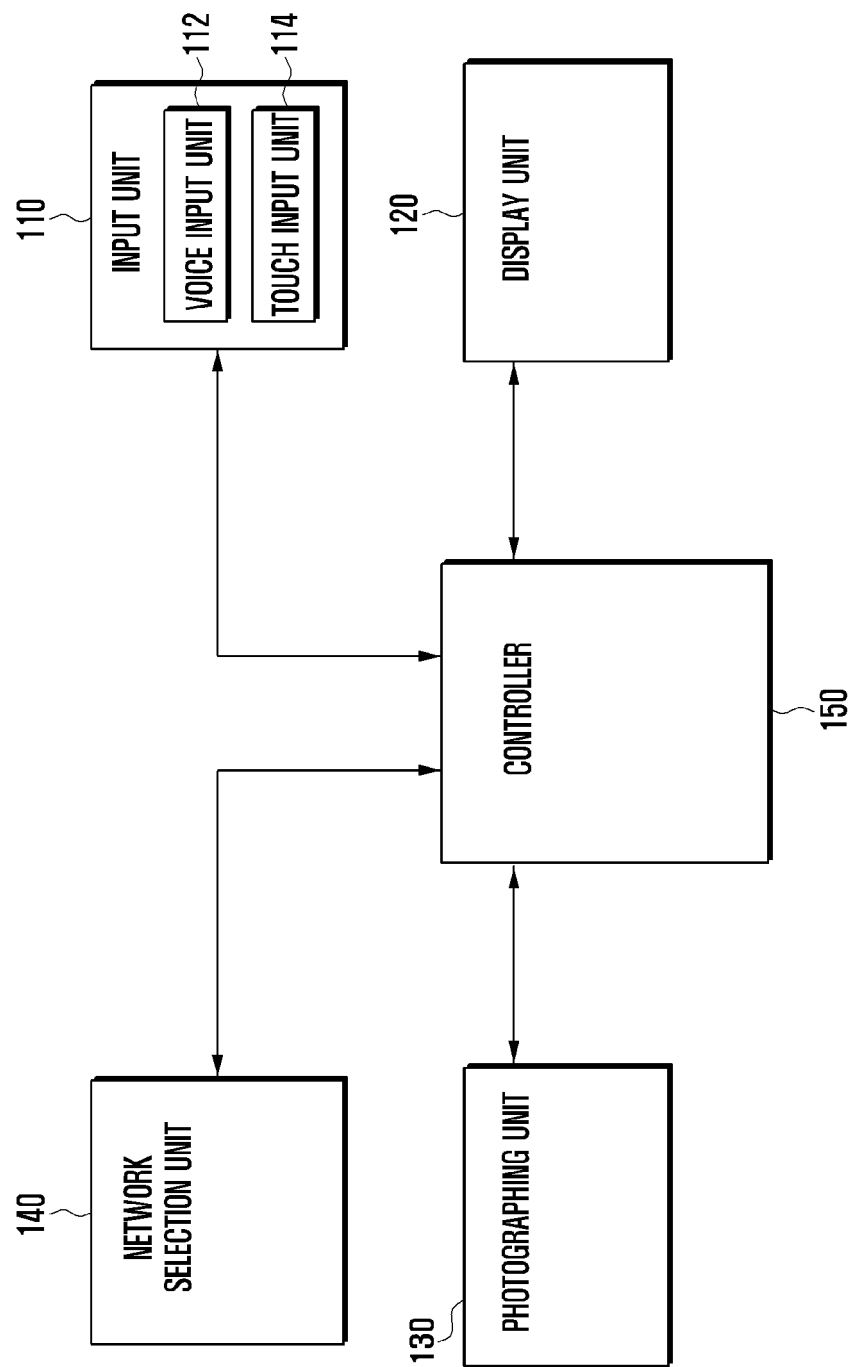 140
NETWORK
SELECTION UNIT
110
INPUT UNIT
VOICE INPUT UNIT
112
TOUCH INPUT UNIT
114
130
PHOTOGRAPHING UNIT
CONTROLLER
150
120
DISPLAY UNIT